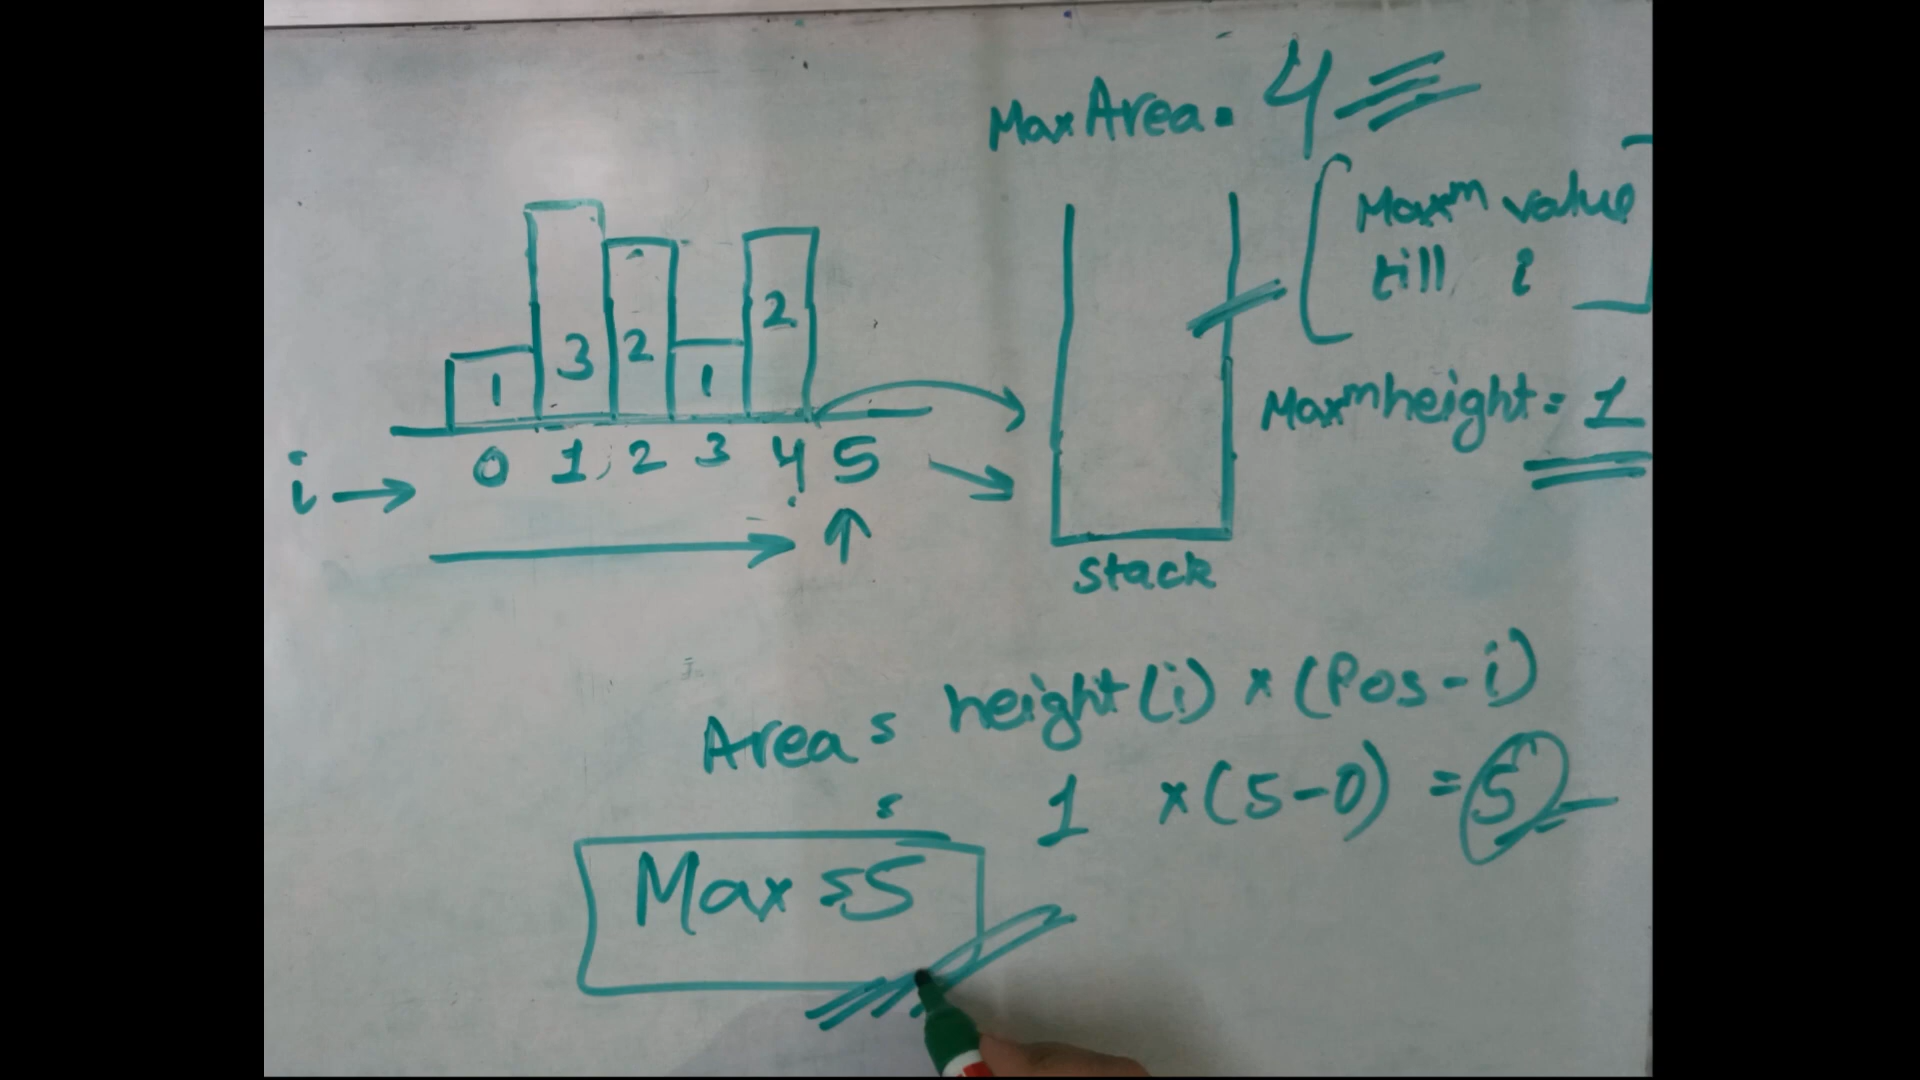 Max Area = 4
Maxm value
till i
1 3 2 1 2
Maxm height = 1
0 1, 2 3 4 5
i →
stack
Area = height (i) × (Pos - i)
= 1 × (5 - 0) = 5
Max = 5